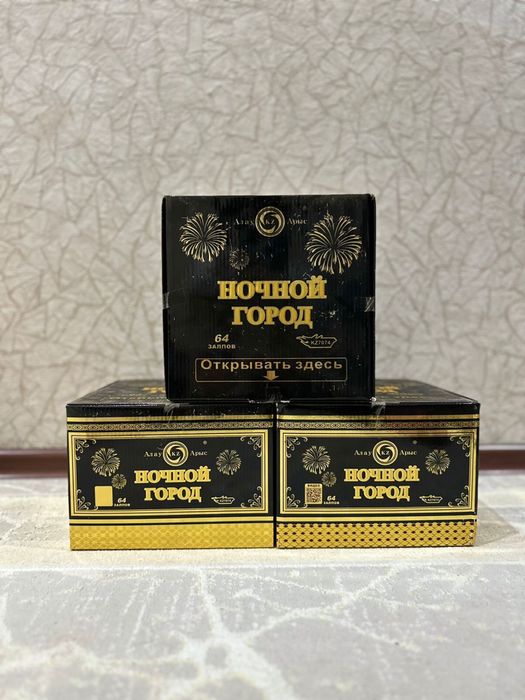 Алау KZ Арыс
НОЧНОЙ
ГОРОД
64
ЗАЛПОВ
KZ7074
Открывать здесь
Алау KZ Арыс
НОЧНОЙ
ГОРОД
64
ЗАЛПОВ
Алау KZ Арыс
НОЧНОЙ
ГОРОД
ВИДЕО
64
ЗАЛПОВ